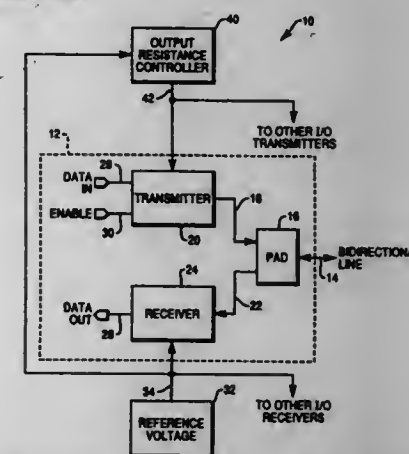 40
10
OUTPUT
RESISTANCE
CONTROLLER
42
TO OTHER I/O
TRANSMITTERS
12
28
DATA
IN
TRANSMITTER
18
16
ENABLE
30
20
PAD
BIDIRECTIONAL
LINE
14
24
DATA
OUT
RECEIVER
22
26
34
32
TO OTHER I/O
RECEIVERS
REFERENCE
VOLTAGE